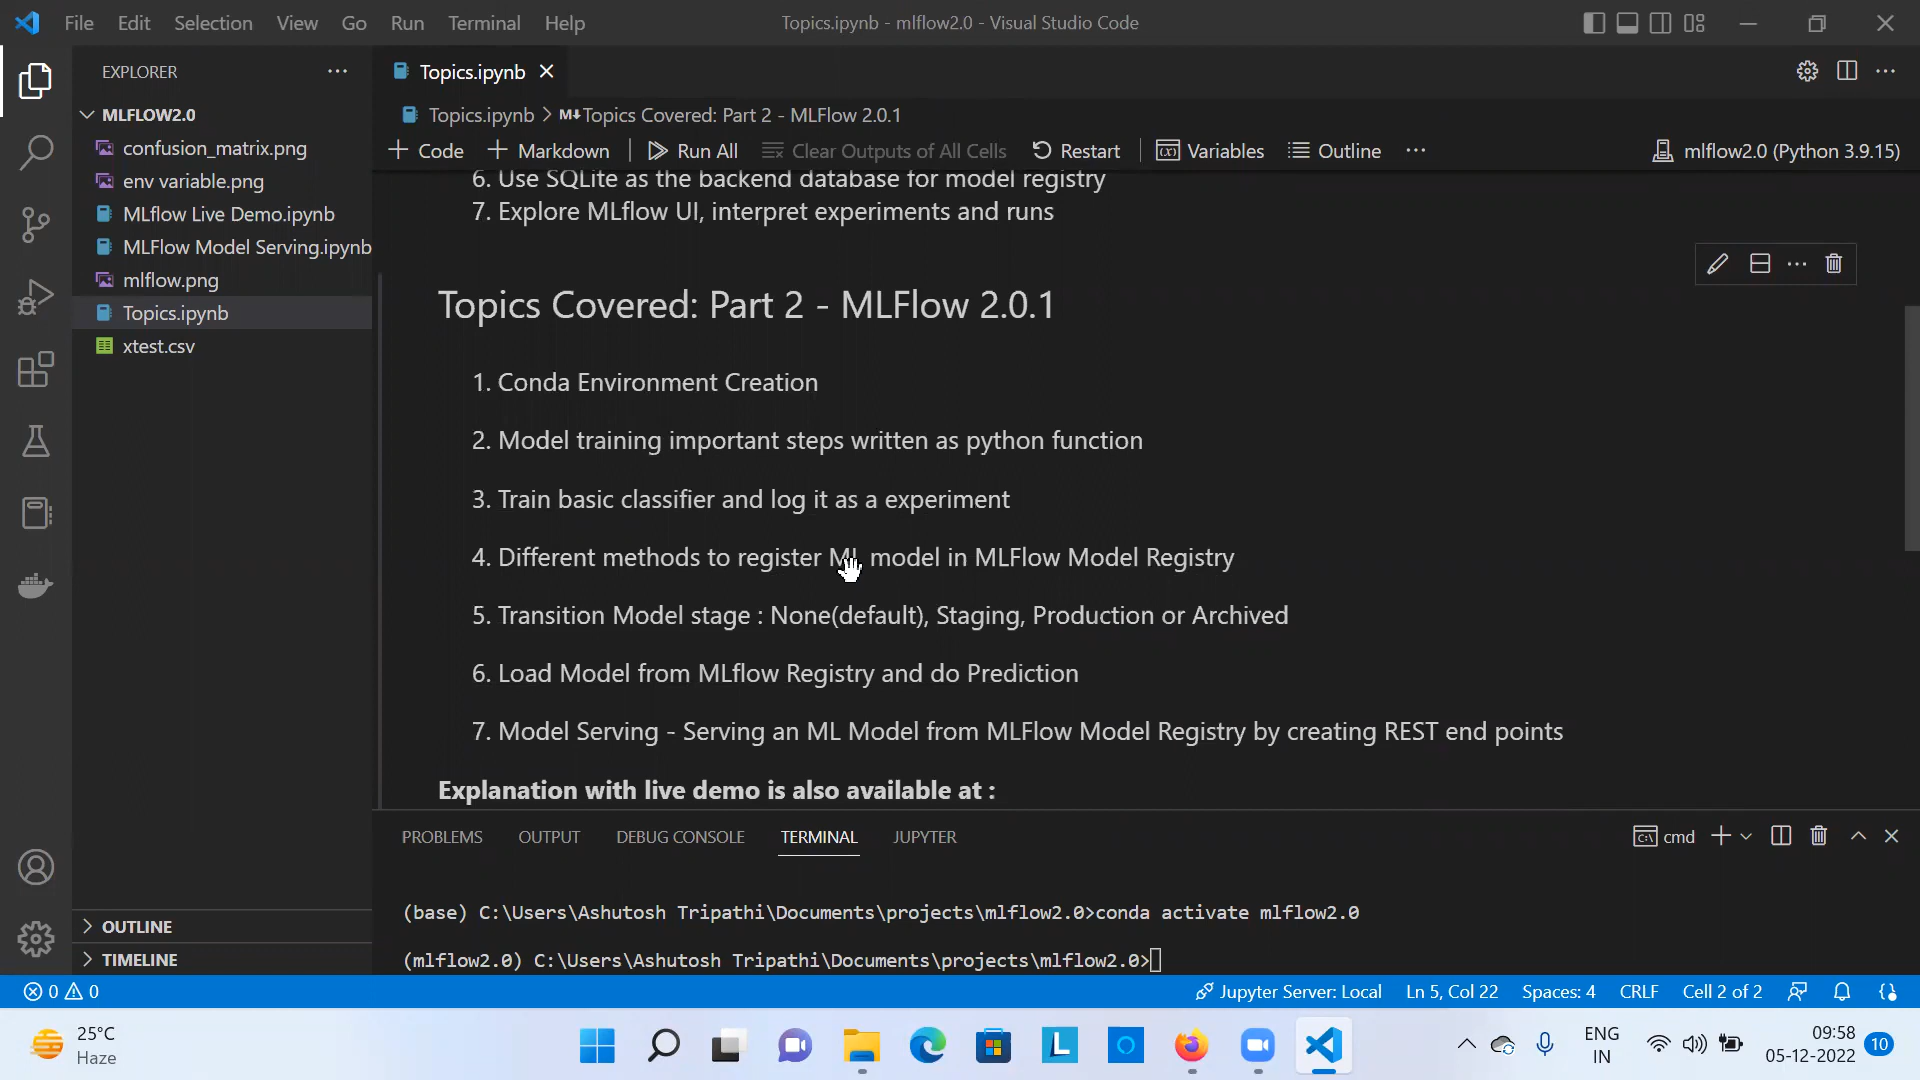 File Edit Selection View Go Run Terminal Help
Topics.ipynb - mlflow2.0 - Visual Studio Code
EXPLORER
MLFLOW2.0
confusion_matrix.png
env variable.png
MLflow Live Demo.ipynb
MLFlow Model Serving.ipynb
mlflow.png
Topics.ipynb
xtest.csv
OUTLINE
TIMELINE
Topics.ipynb
Topics.ipynb > M↓Topics Covered: Part 2 - MLFlow 2.0.1
+ Code + Markdown Run All Clear Outputs of All Cells Restart Variables Outline ··· mlflow2.0 (Python 3.9.15)
6. Use SQLite as the backend database for model registry
7. Explore MLflow UI, interpret experiments and runs
Topics Covered: Part 2 - MLFlow 2.0.1
1. Conda Environment Creation
2. Model training important steps written as python function
3. Train basic classifier and log it as a experiment
4. Different methods to register ML model in MLFlow Model Registry
5. Transition Model stage : None(default), Staging, Production or Archived
6. Load Model from MLflow Registry and do Prediction
7. Model Serving - Serving an ML Model from MLFlow Model Registry by creating REST end points
Explanation with live demo is also available at :
PROBLEMS OUTPUT DEBUG CONSOLE TERMINAL JUPYTER
cmd
(base) C:\Users\Ashutosh Tripathi\Documents\projects\mlflow2.0>conda activate mlflow2.0
(mlflow2.0) C:\Users\Ashutosh Tripathi\Documents\projects\mlflow2.0>
0 0 Jupyter Server: Local Ln 5, Col 22 Spaces: 4 CRLF Cell 2 of 2
25°C
Haze
L
ENG
IN
09:58
05-12-2022
10